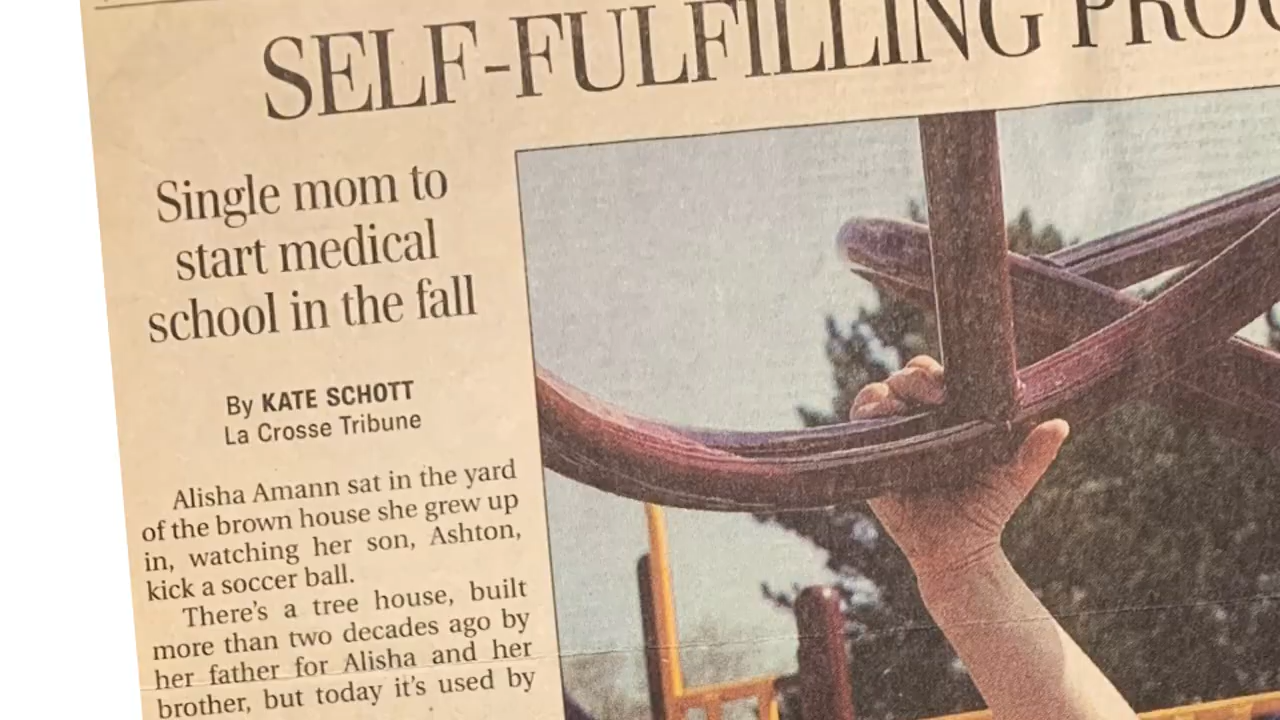 SELF-FULFILLING
Single mom to
start medical
school in the fall
By KATE SCHOTT
La Crosse Tribune
Alisha Amann sat in the yard
of the brown house she grew up
in, watching her son, Ashton,
kick a soccer ball.
There's a tree house, built
more than two decades ago by
her father for Alisha and her
brother, but today it's used by